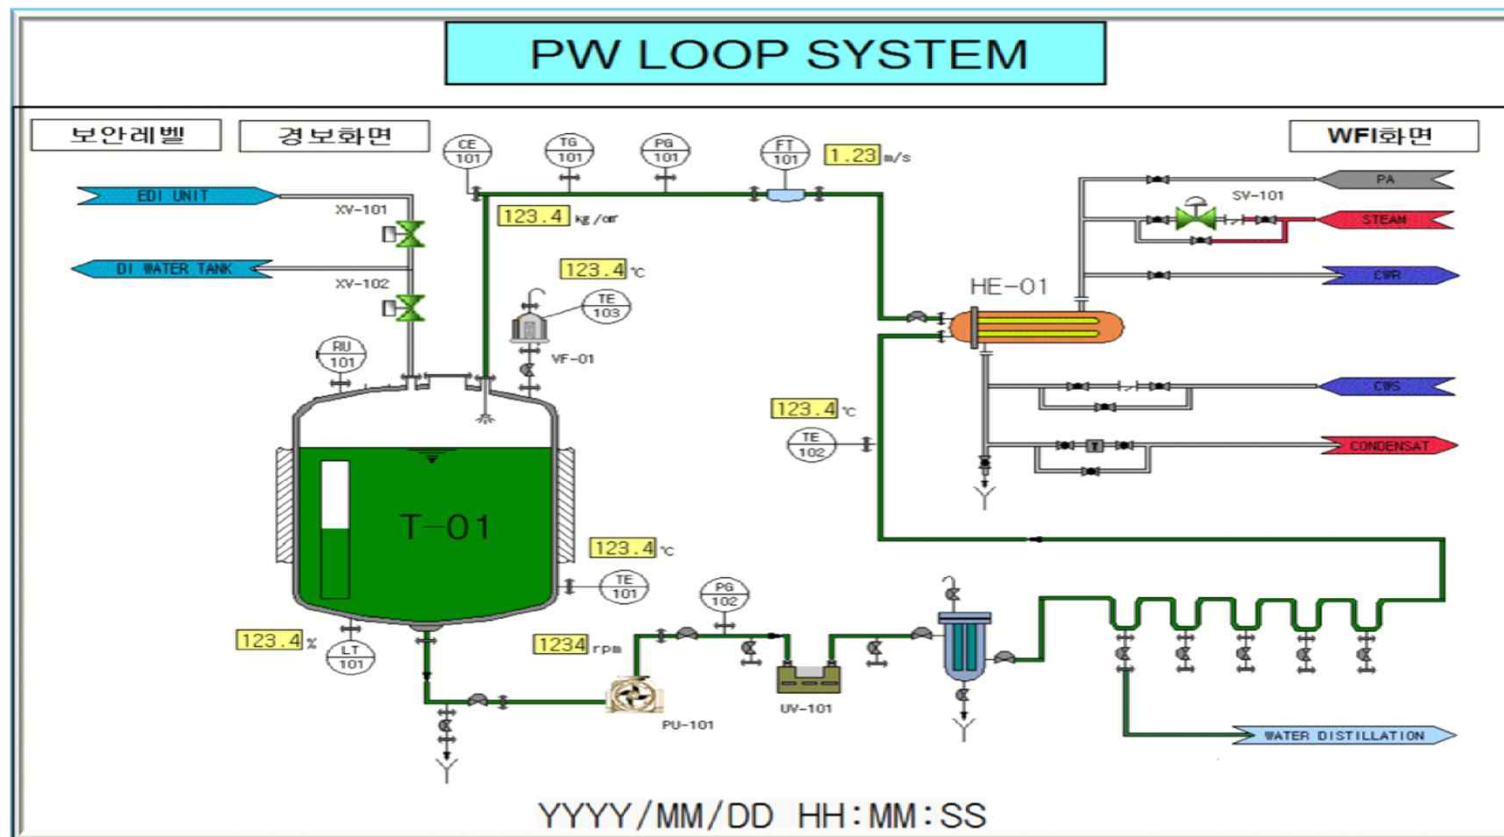 PW LOOP SYSTEM
보안레벨
경보화면
WFI화면
CE 101
TG 101
PG 101
FT 101
1.23 m/s
PA
EDI UNIT
XV-101
SV-101
STEAM
123.4 kg/㎠
DI WATER TANK
123.4 ℃
CWR
XV-102
TE 103
HE-01
RU 101
VF-01
CWS
123.4 ℃
TE 102
CONDENSAT
T-01
123.4 ℃
TE 101
PG 102
123.4 %
LT 101
1234 rpm
PU-101
UV-101
WATER DISTILLATION
YYYY/MM/DD HH:MM:SS